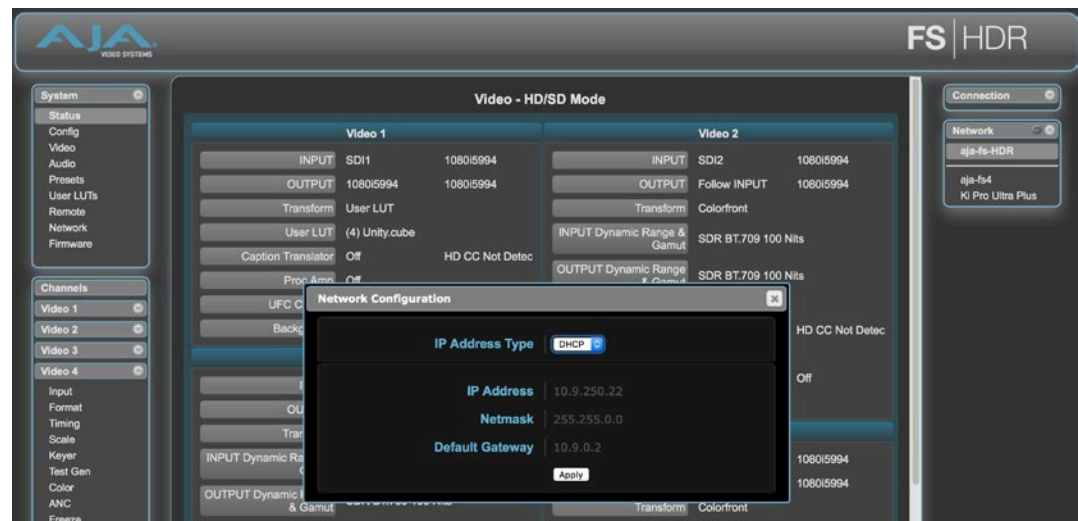 AJA
VIDEO SYSTEMS
FS HDR
System
Status
Config
Video
Audio
Presets
User LUTs
Remote
Network
Firmware
Channels
Video 1
Video 2
Video 3
Video 4
Input
Format
Timing
Scale
Keyer
Test Gen
Color
ANC
Freeze
Video - HD/SD Mode
Video 1
INPUT SDI1 1080i5994
OUTPUT 1080i5994 1080i5994
Transform User LUT
User LUT (4) Unity.cube
Caption Translator Off HD CC Not Detec
Proc Amp Off
UFC C
Backg
Video 2
INPUT SDI2 1080i5994
OUTPUT Follow INPUT 1080i5994
Transform Colorfront
INPUT Dynamic Range &
Gamut
SDR BT.709 100 Nits
OUTPUT Dynamic Range
& Gamut
SDR BT.709 100 Nits
HD CC Not Detec
Off
Network Configuration
IP Address Type DHCP
IP Address 10.9.250.22
Netmask 255.255.0.0
Default Gateway 10.9.0.2
Apply
I
OU
Tran
INPUT Dynamic Ra
OUTPUT Dynamic
& Gamut
1080i5994
1080i5994
Transform Colorfront
Connection
Network
aja-fs-HDR
aja-fs4
Ki Pro Ultra Plus